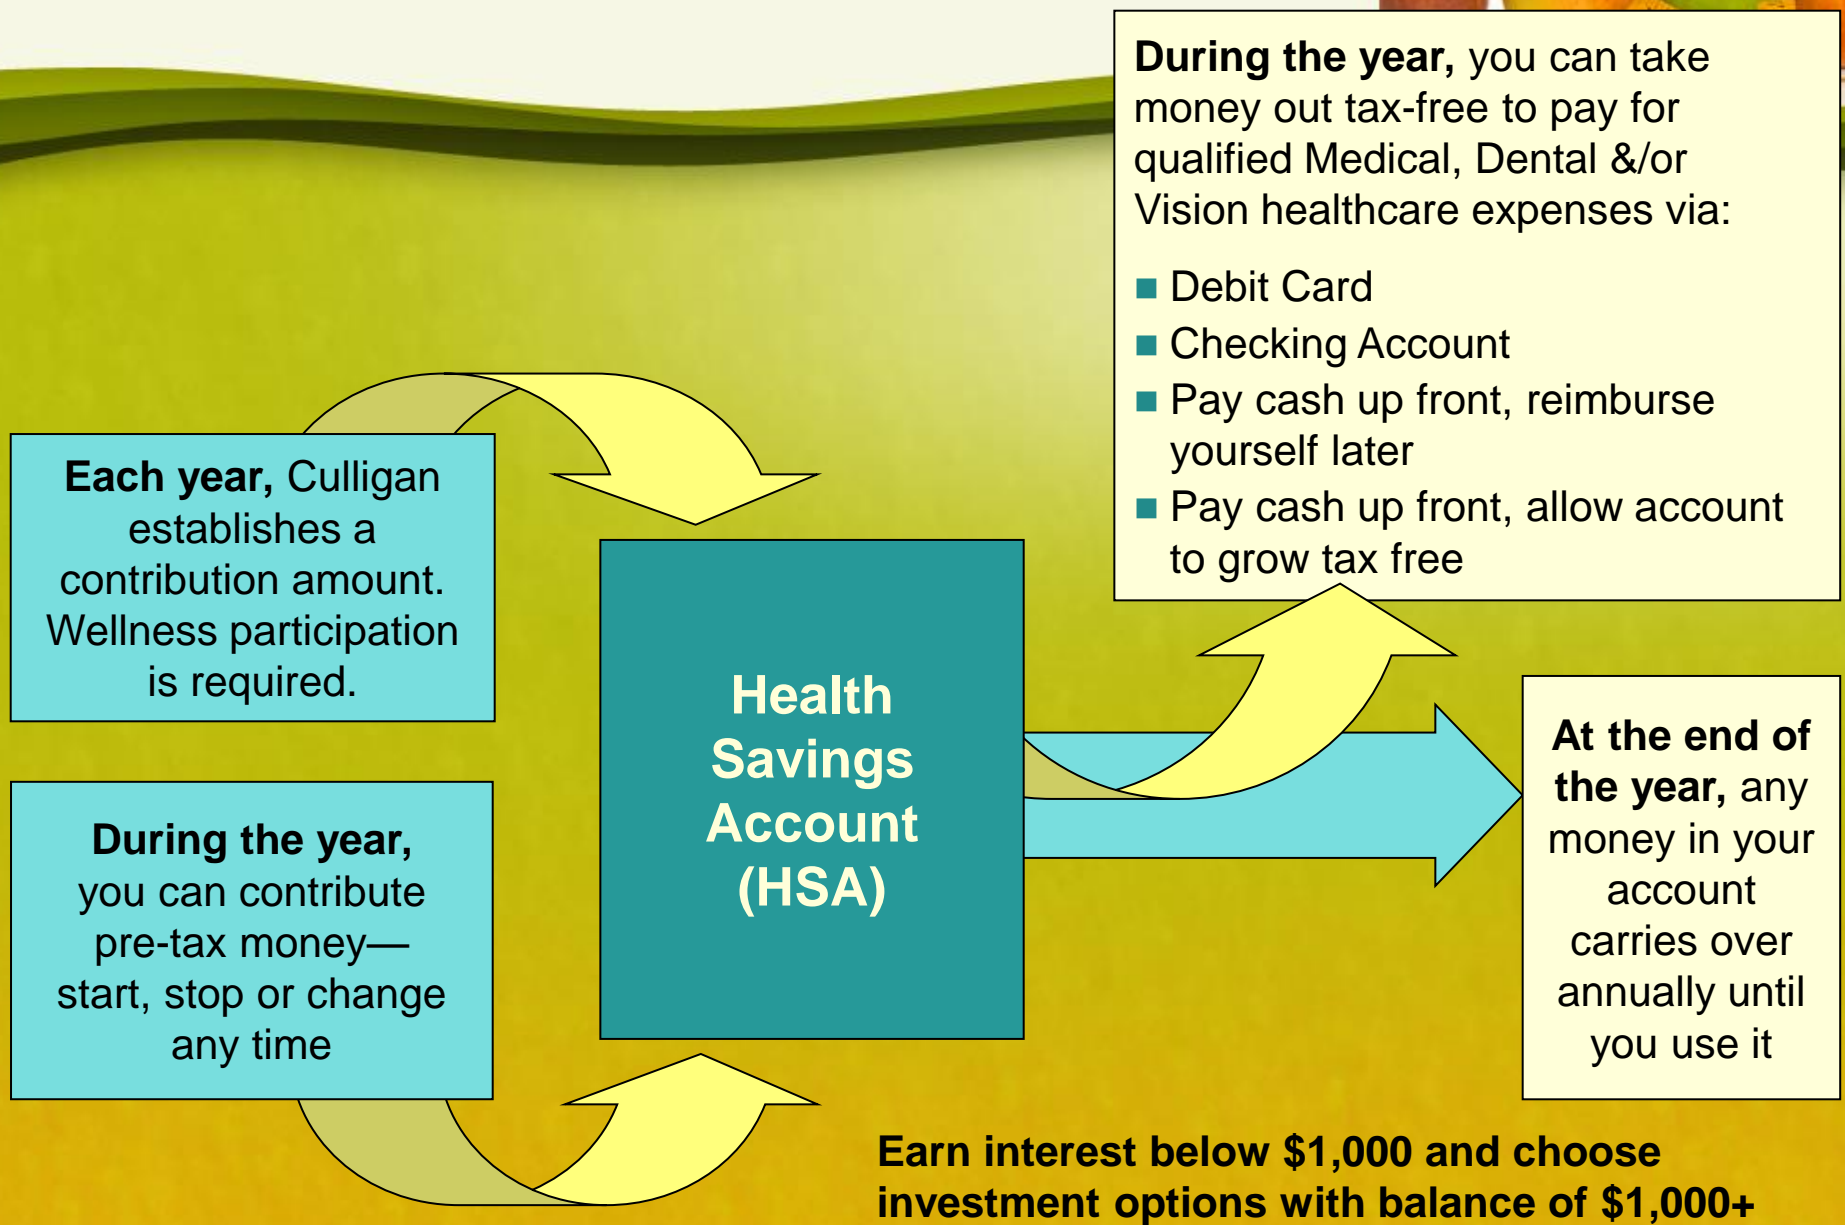 Each year, Culligan
establishes a
contribution amount.
Wellness participation
is required.
During the year,
you can contribute
pre-tax money—
start, stop or change
any time
Health
Savings
Account
(HSA)
During the year, you can take
money out tax-free to pay for
qualified Medical, Dental &/or
Vision healthcare expenses via:
Debit Card
Checking Account
Pay cash up front, reimburse
yourself later
Pay cash up front, allow account
to grow tax free
At the end of
the year, any
money in your
account
carries over
annually until
you use it
Earn interest below $1,000 and choose
investment options with balance of $1,000+